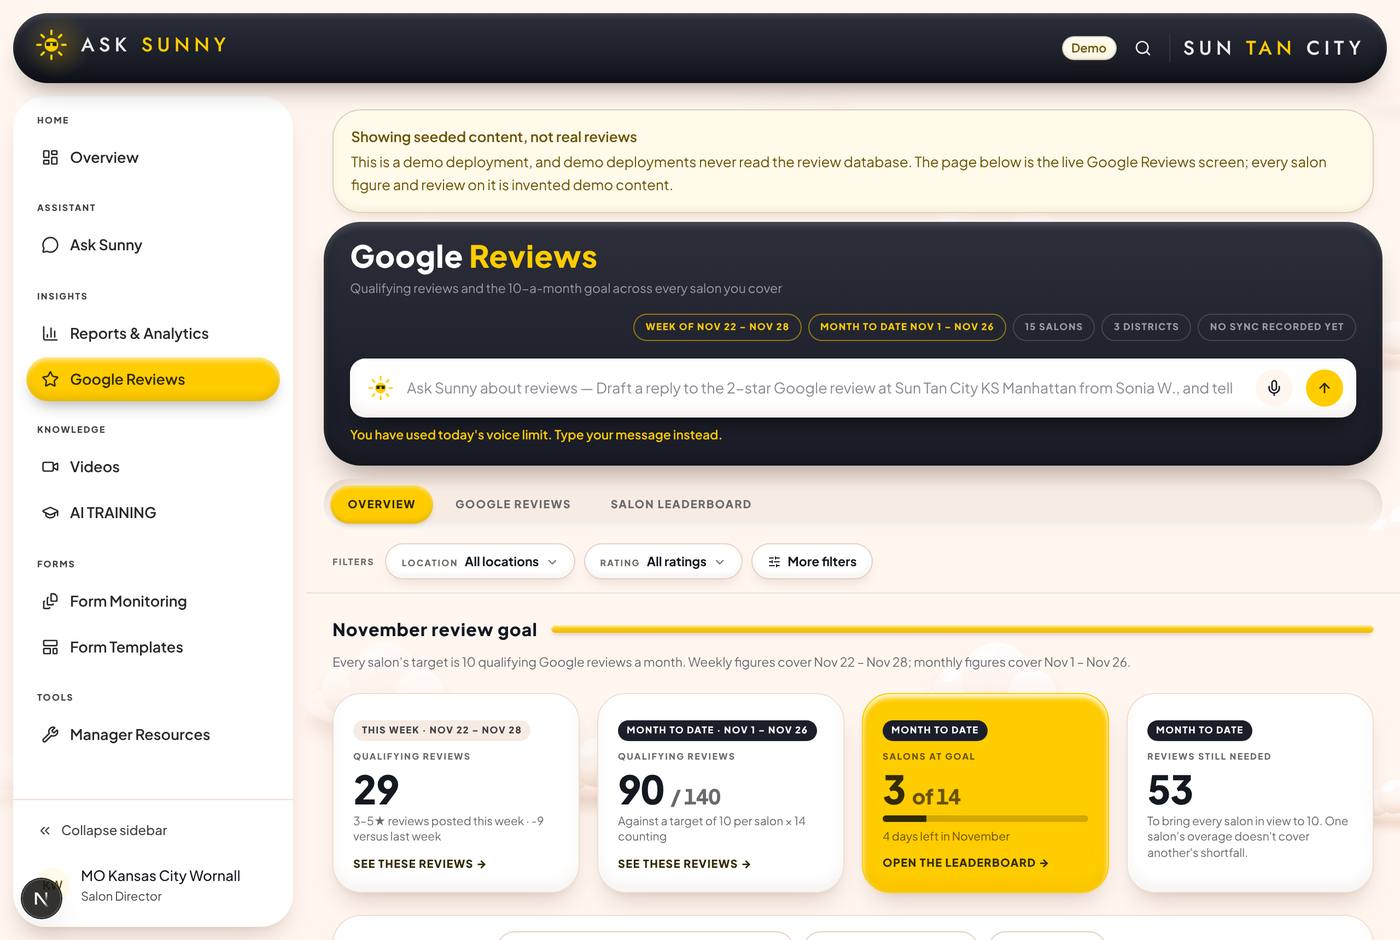 ASK SUNNY
Demo
SUN TAN CITY
HOME
Overview
ASSISTANT
Ask Sunny
INSIGHTS
Reports & Analytics
Google Reviews
KNOWLEDGE
Videos
AI TRAINING
FORMS
Form Monitoring
Form Templates
TOOLS
Manager Resources
Collapse sidebar
MO Kansas City Wornall
Salon Director
N
Showing seeded content, not real reviews
This is a demo deployment, and demo deployments never read the review database. The page below is the live Google Reviews screen; every salon
figure and review on it is invented demo content.
Google Reviews
Qualifying reviews and the 10-a-month goal across every salon you cover
WEEK OF NOV 22 – NOV 28
MONTH TO DATE NOV 1 – NOV 26
15 SALONS
3 DISTRICTS
NO SYNC RECORDED YET
Ask Sunny about reviews — Draft a reply to the 2-star Google review at Sun Tan City KS Manhattan from Sonia W., and tell
You have used today's voice limit. Type your message instead.
OVERVIEW
GOOGLE REVIEWS
SALON LEADERBOARD
FILTERS
LOCATION All locations
RATING All ratings
More filters
November review goal
Every salon's target is 10 qualifying Google reviews a month. Weekly figures cover Nov 22 – Nov 28; monthly figures cover Nov 1 – Nov 26.
THIS WEEK · NOV 22 – NOV 28
QUALIFYING REVIEWS
29
3–5★ reviews posted this week · -9
versus last week
SEE THESE REVIEWS →
MONTH TO DATE · NOV 1 – NOV 26
QUALIFYING REVIEWS
90 / 140
Against a target of 10 per salon × 14
counting
SEE THESE REVIEWS →
MONTH TO DATE
SALONS AT GOAL
3 of 14
4 days left in November
OPEN THE LEADERBOARD →
MONTH TO DATE
REVIEWS STILL NEEDED
53
To bring every salon in view to 10. One
salon's overage doesn't cover
another's shortfall.